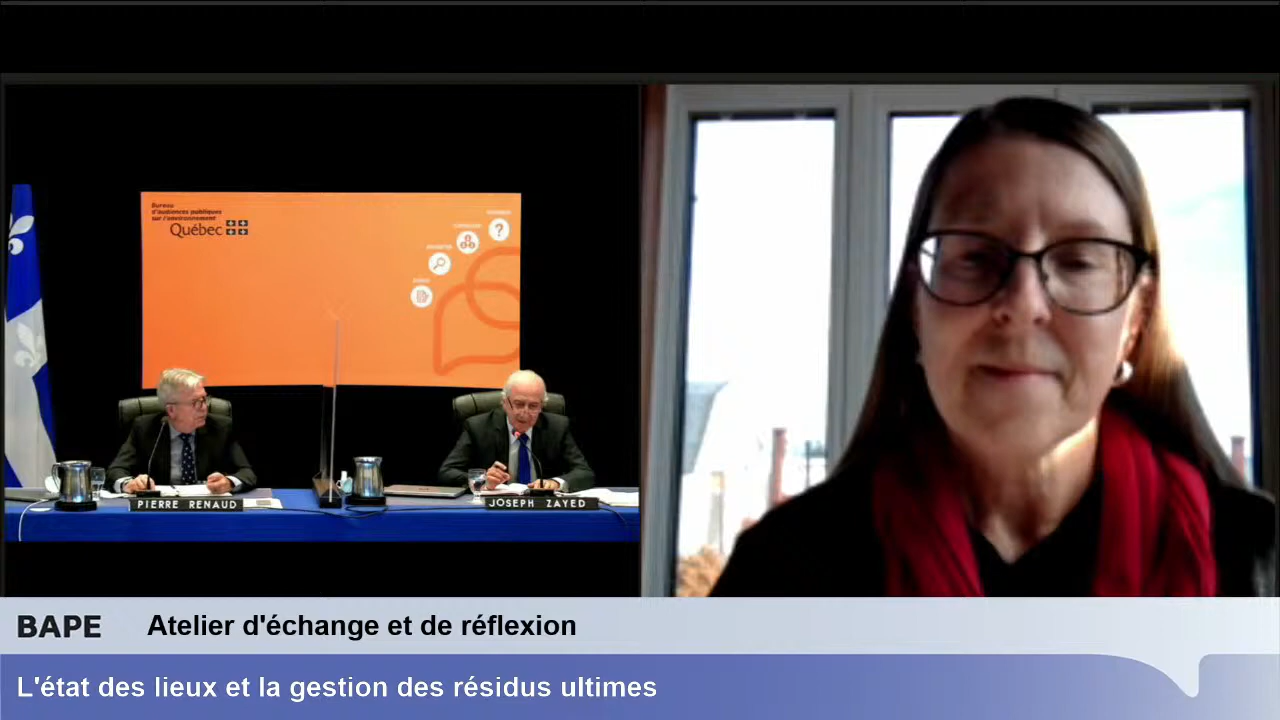 Bureau
d'audiences publiques
sur l'environnement
Québec
?
PIERRE RENAUD
JOSEPH ZAYED
BAPE
Atelier d'échange et de réflexion
L'état des lieux et la gestion des résidus ultimes